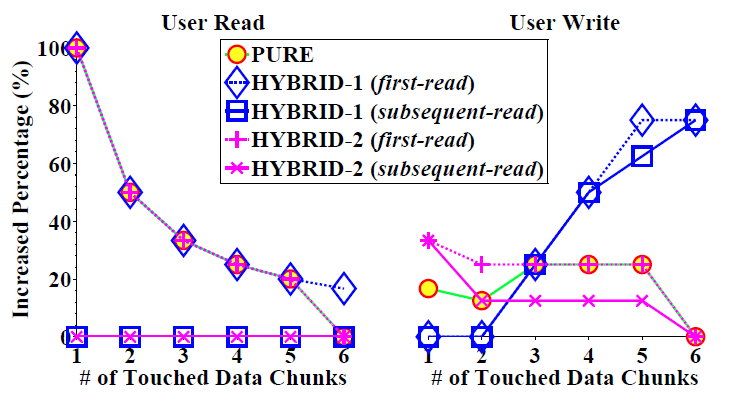 User Read
User Write
Increased Percentage (%)
100
80
60
40
20
0
PURE
HYBRID-1 (first-read)
HYBRID-1 (subsequent-read)
HYBRID-2 (first-read)
HYBRID-2 (subsequent-read)
1 2 3 4 5 6
1 2 3 4 5 6
# of Touched Data Chunks
# of Touched Data Chunks